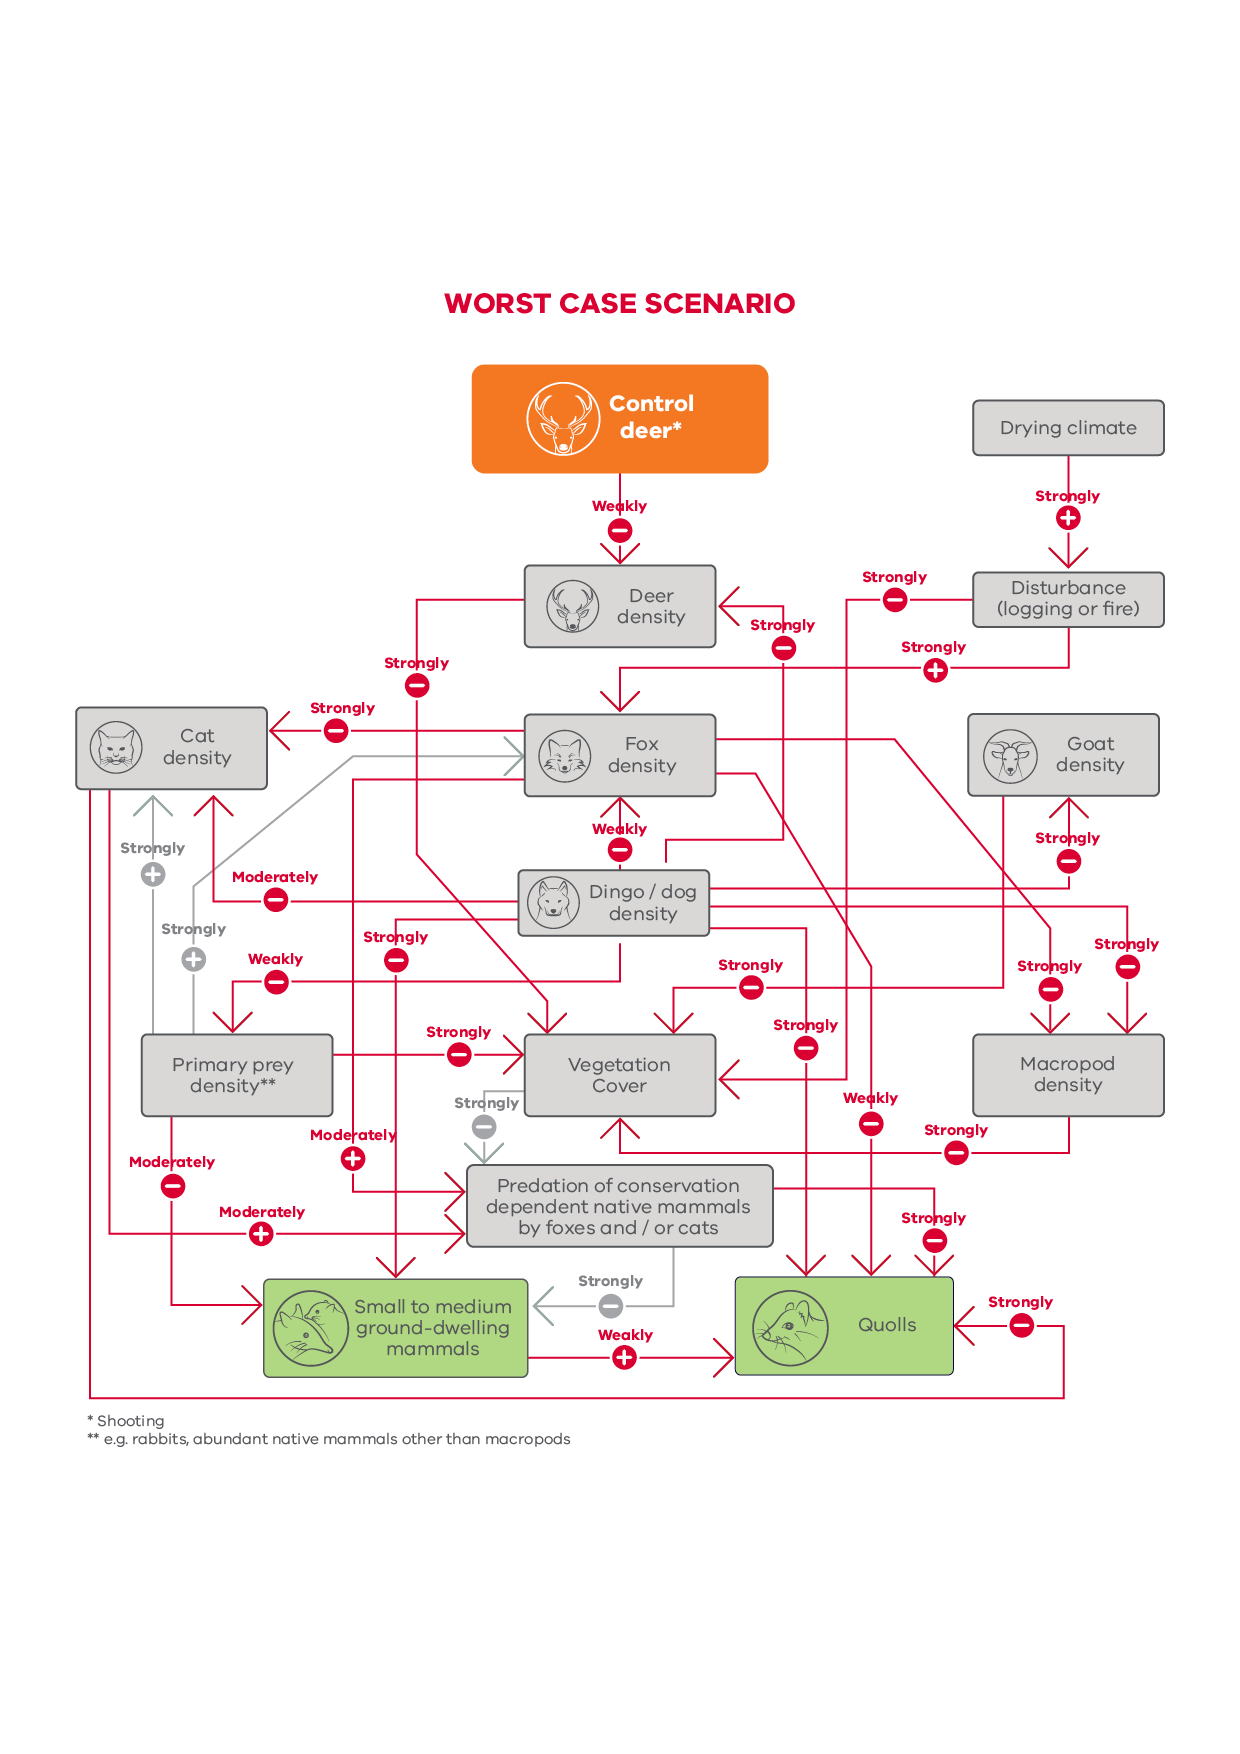 WORST CASE SCENARIO
Control
deer*
Drying climate
Weakly
Strongly
Deer
density
Strongly
Disturbance
(logging or fire)
Strongly
Strongly
Strongly
Strongly
Cat
density
Fox
density
Goat
density
Weakly
Strongly
Strongly
Moderately
Dingo / dog
density
Strongly
Strongly
Strongly
Weakly
Strongly
Strongly
Strongly
Strongly
Primary prey
density**
Vegetation
Cover
Macropod
density
Strongly
Weakly
Moderately
Strongly
Moderately
Predation of conservation
dependent native mammals
by foxes and / or cats
Moderately
Strongly
Strongly
Small to medium
ground-dwelling
mammals
Weakly
Quolls
Strongly
* Shooting
** e.g. rabbits, abundant native mammals other than macropods